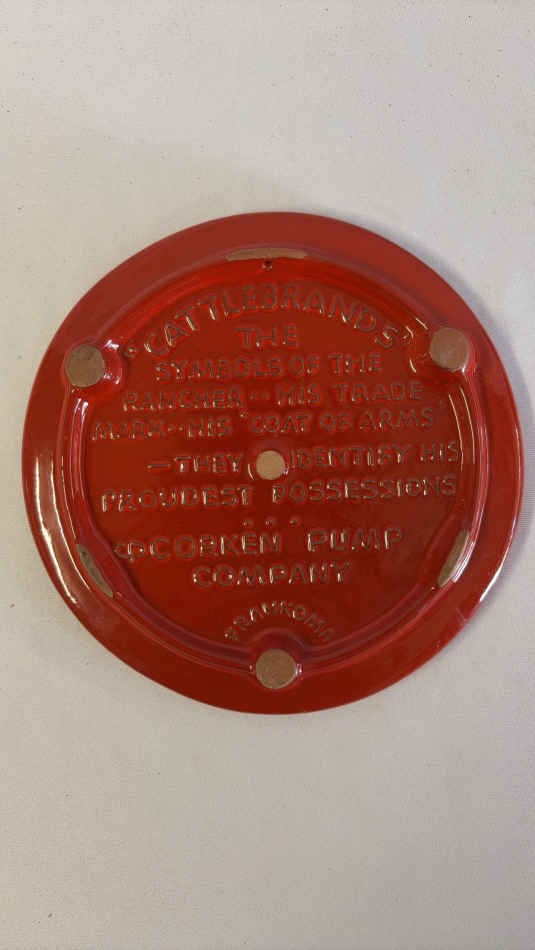 "CATTLEBRANDS"
THE
SYMBOLS OF THE
RANCHER -- HIS TRADE
MARK -- HIS "COAT OF ARMS"
— THEY IDENTIFY HIS
PROUDEST POSSESSIONS
...
©CORKEN PUMP
COMPANY
FRANKOMA